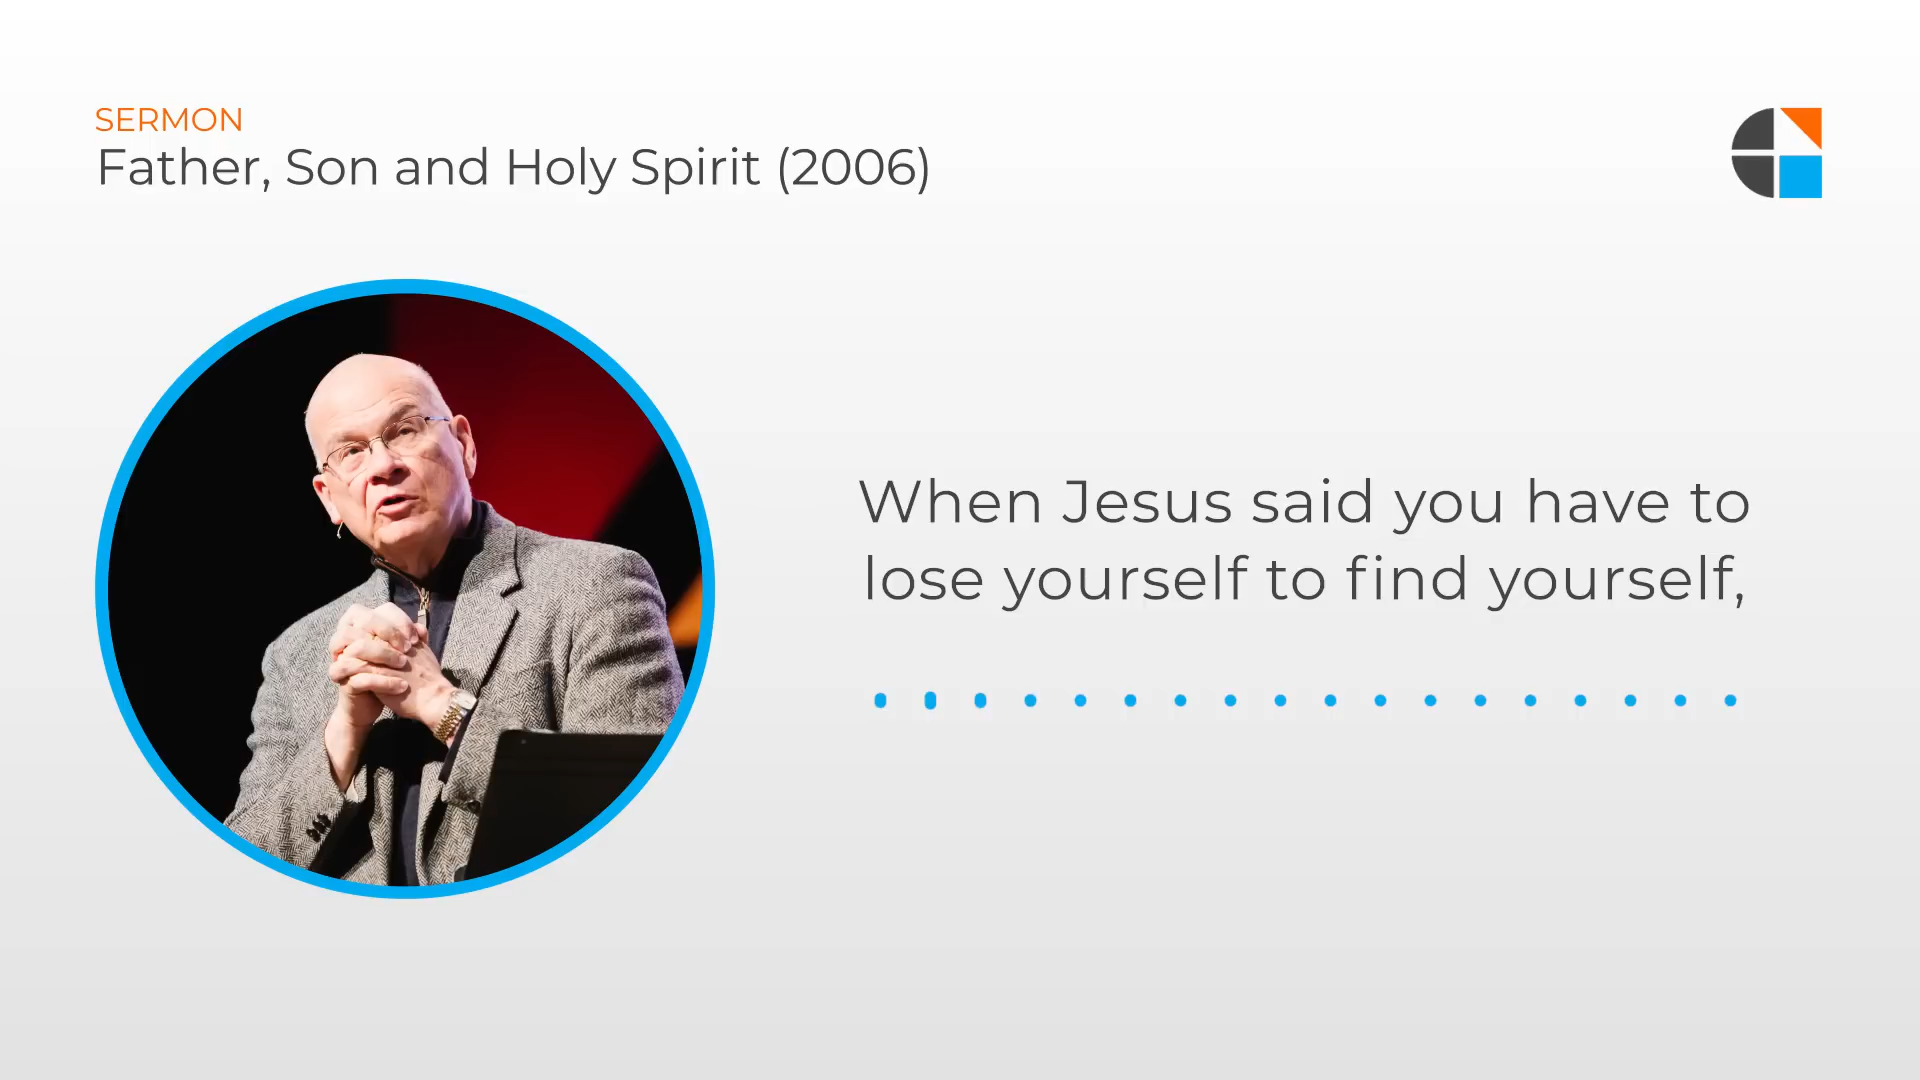 SERMON
Father, Son and Holy Spirit (2006)
When Jesus said you have to
lose yourself to find yourself,